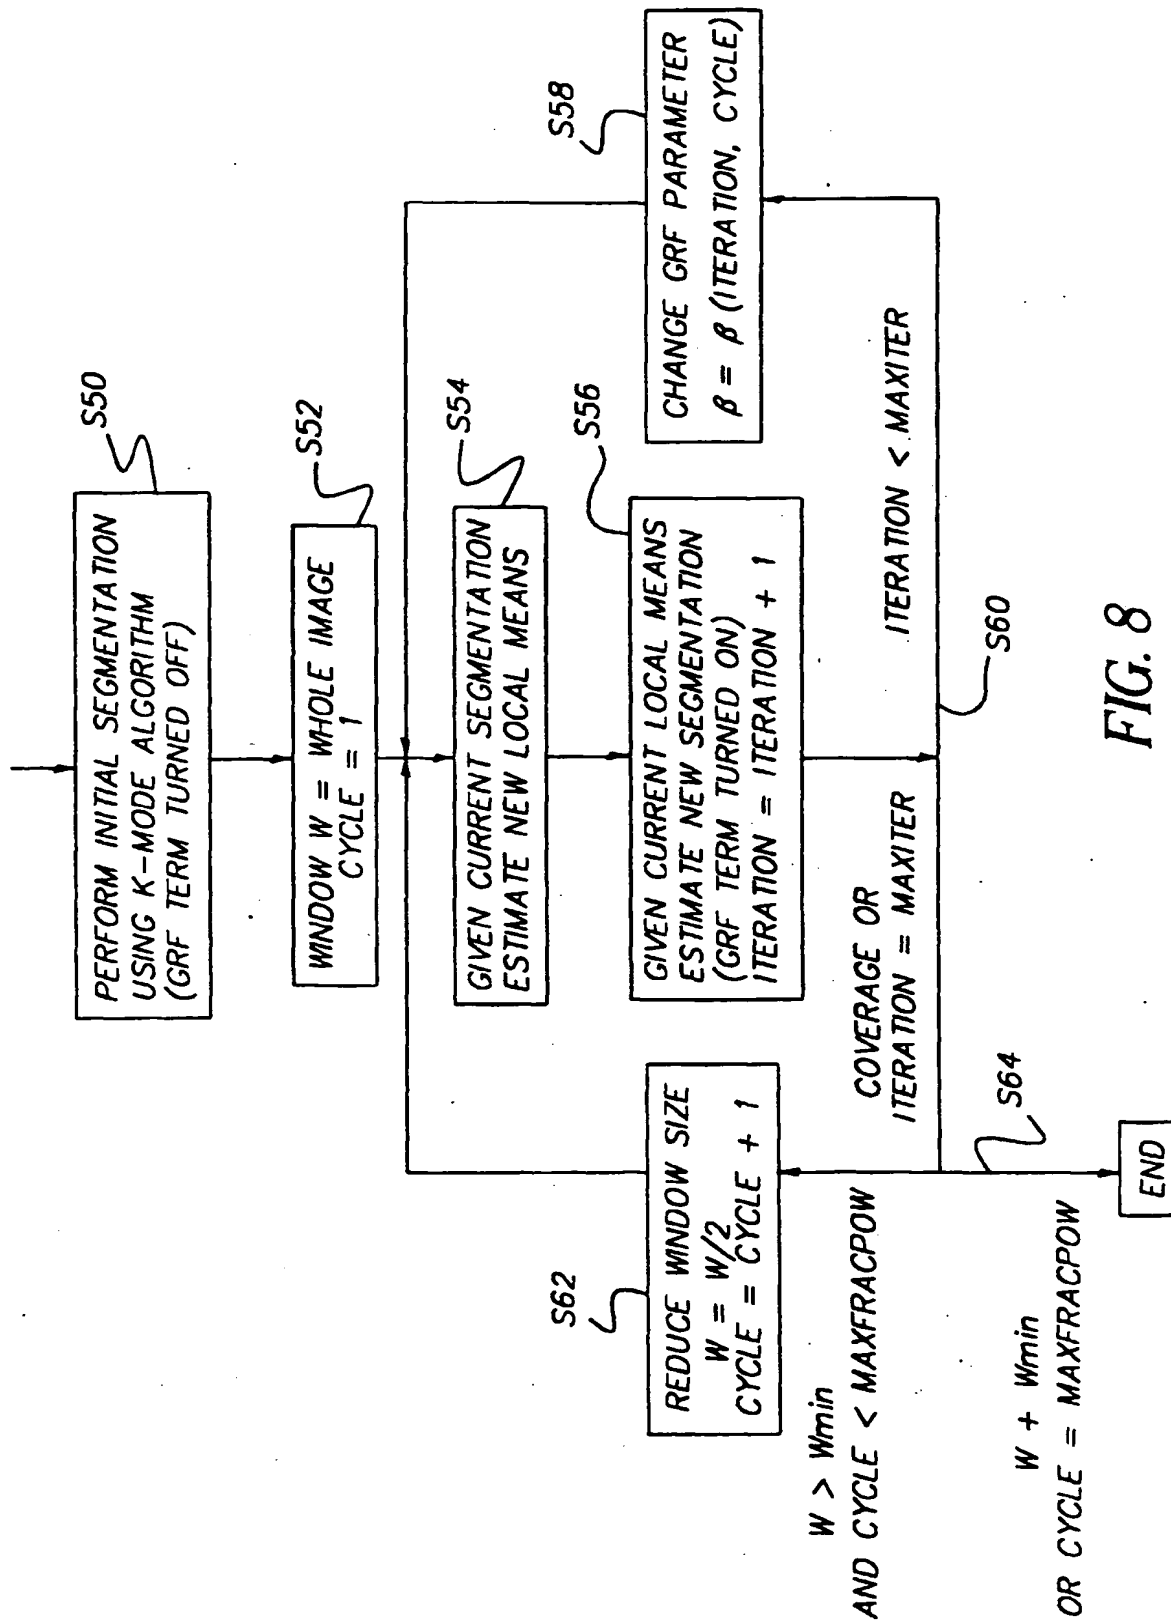 S50
PERFORM INITIAL SEGMENTATION
USING K-MODE ALGORITHM
(GRF TERM TURNED OFF)
S52
WINDOW W = WHOLE IMAGE
CYCLE = 1
S54
GIVEN CURRENT SEGMENTATION
ESTIMATE NEW LOCAL MEANS
S56
GIVEN CURRENT LOCAL MEANS
ESTIMATE NEW SEGMENTATION
(GRF TERM TURNED ON)
ITERATION = ITERATION + 1
S58
CHANGE GRF PARAMETER
β = β (ITERATION, CYCLE)
S62
REDUCE WINDOW SIZE
W = W/2
CYCLE = CYCLE + 1
COVERAGE OR
ITERATION = MAXITER
ITERATION < MAXITER
S60
W > Wmin
AND CYCLE < MAXFRACPOW
S64
W + Wmin
OR CYCLE = MAXFRACPOW
END
FIG. 8